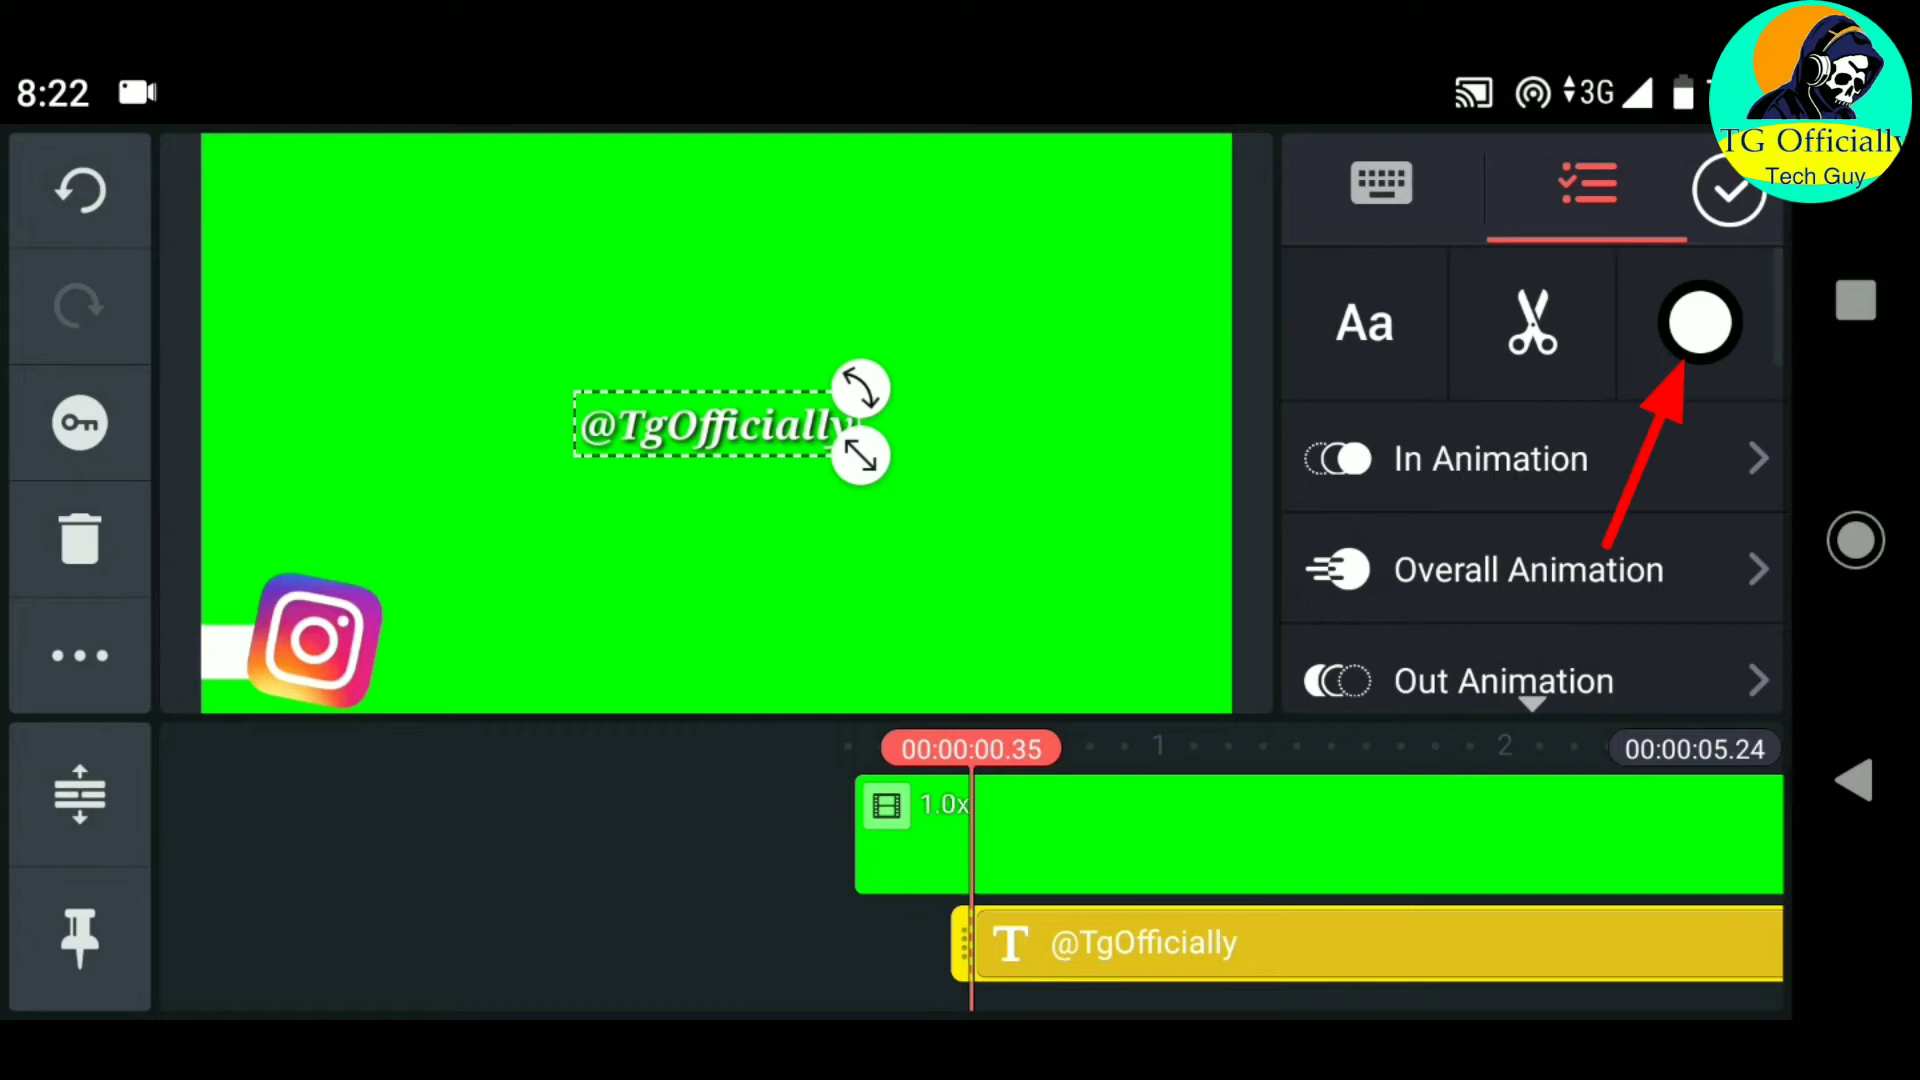 8:22
3G
TG Officially
Tech Guy
Aa
@TgOfficially
In Animation
Overall Animation
Out Animation
00:00:00.35
1
2
00:00:05.24
1.0x
T @TgOfficially